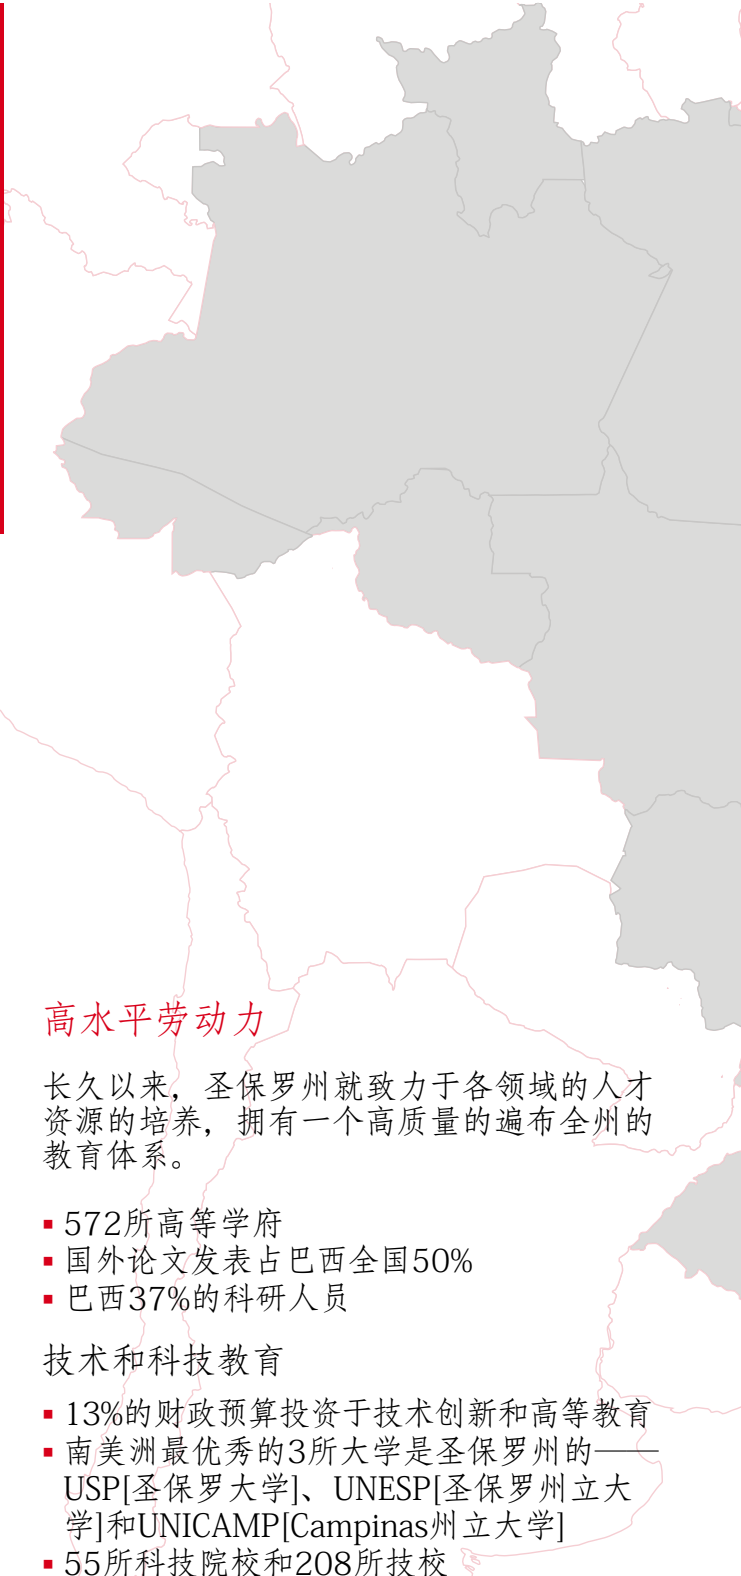 高水平劳动力
长久以来，圣保罗州就致力于各领域的人才
资源的培养，拥有一个高质量的遍布全州的
教育体系。
▪ 572所高等学府
▪ 国外论文发表占巴西全国50%
▪ 巴西37%的科研人员
技术和科技教育
▪ 13%的财政预算投资于技术创新和高等教育
▪ 南美洲最优秀的3所大学是圣保罗州的——
USP[圣保罗大学]、UNESP[圣保罗州立大
学]和UNICAMP[Campinas州立大学]
▪ 55所科技院校和208所技校